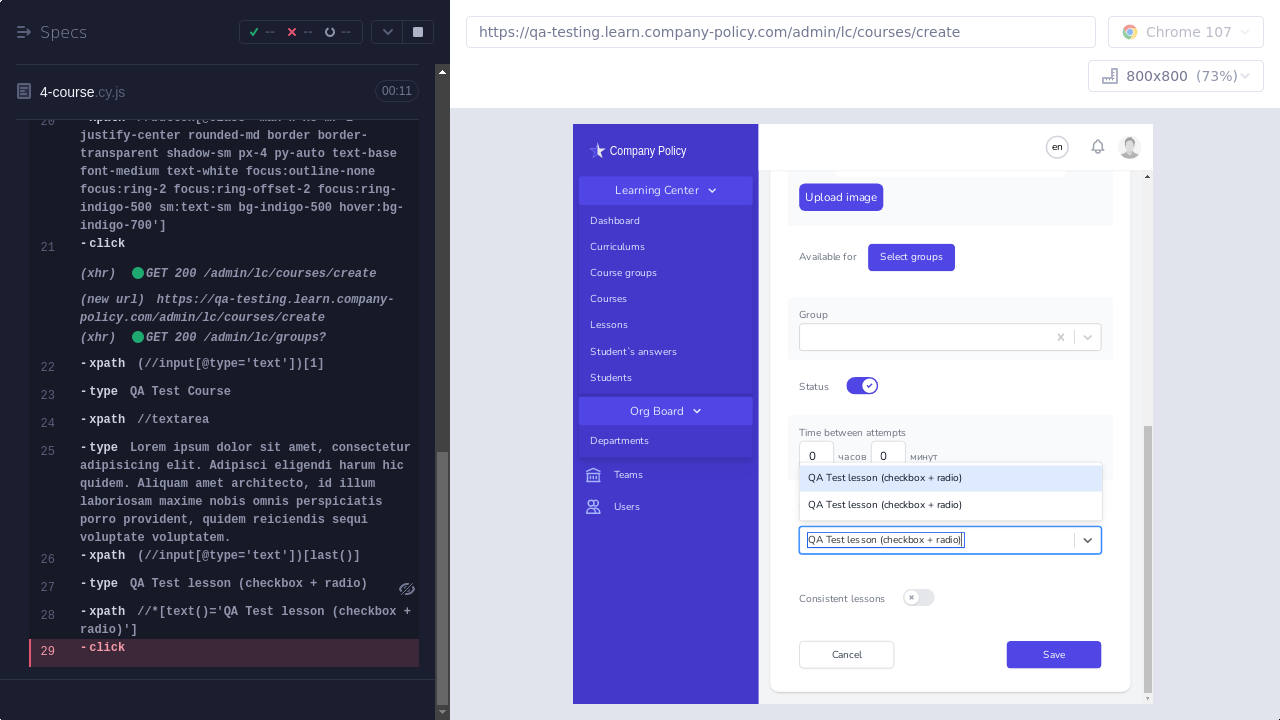 Specs
-- -- --
4-course.cy.js
00:11
20
justify-center rounded-md border border-
transparent shadow-sm px-4 py-auto text-base
font-medium text-white focus:outline-none
focus:ring-2 focus:ring-offset-2 focus:ring-
indigo-500 sm:text-sm bg-indigo-500 hover:bg-
indigo-700']
21 -click
(xhr) GET 200 /admin/lc/courses/create
(new url) https://qa-testing.learn.company-
policy.com/admin/lc/courses/create
(xhr) GET 200 /admin/lc/groups?
22 -xpath (//input[@type='text'])[1]
23 -type QA Test Course
24 -xpath //textarea
25 -type Lorem ipsum dolor sit amet, consectetur
adipisicing elit. Adipisci eligendi harum hic
quidem. Aliquam amet architecto, id illum
laboriosam maxime nobis omnis perspiciatis
porro provident, quidem reiciendis sequi
voluptate voluptatem.
26 -xpath (//input[@type='text'])[last()]
27 -type QA Test lesson (checkbox + radio)
28 -xpath //*[text()='QA Test lesson (checkbox +
radio)']
29 -click
https://qa-testing.learn.company-policy.com/admin/lc/courses/create
Chrome 107
800x800 (73%)
Company Policy
Learning Center
Dashboard
Curriculums
Course groups
Courses
Lessons
Student`s answers
Students
Org Board
Departments
Teams
Users
en
Upload image
Available for
Select groups
Group
Status
Time between attempts
0 часов 0 минут
QA Test lesson (checkbox + radio)
QA Test lesson (checkbox + radio)
QA Test lesson (checkbox + radio)
Consistent lessons
Cancel
Save